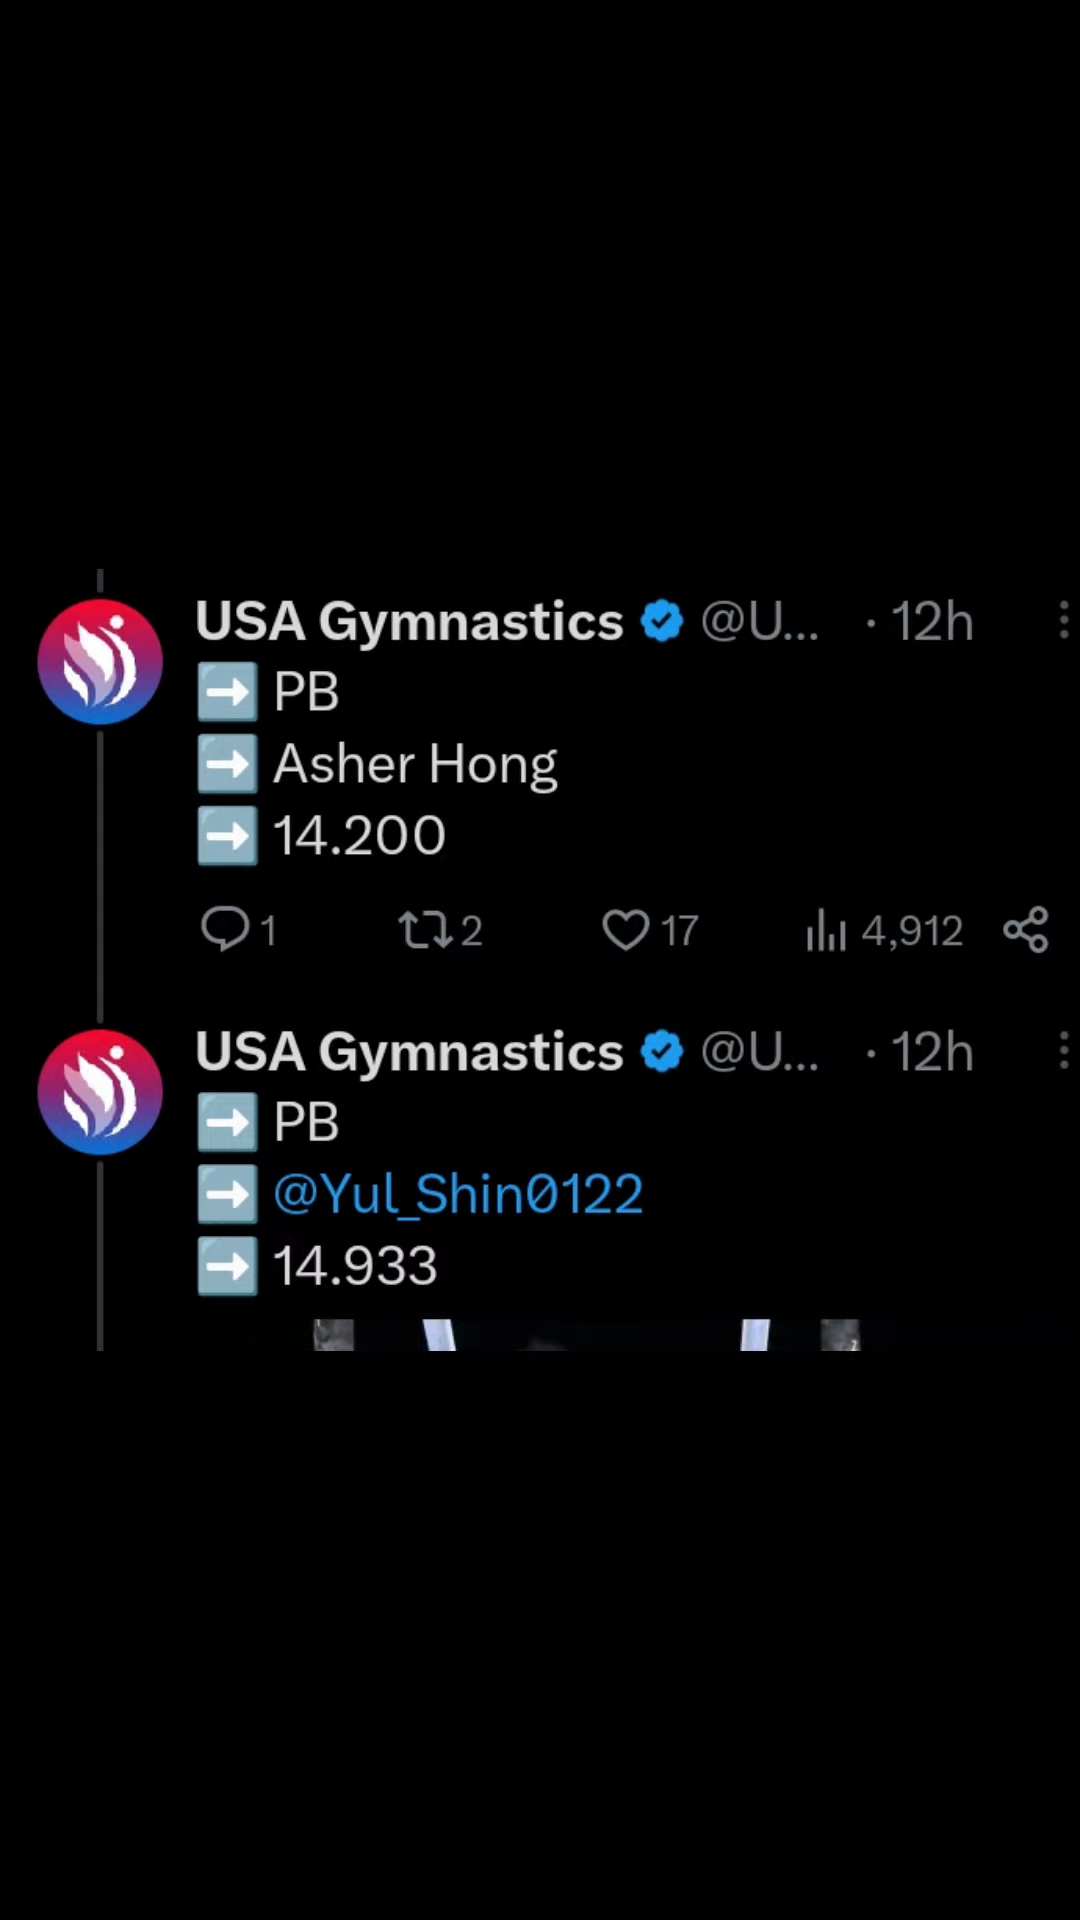 USA Gymnastics @U... · 12h
➡️ PB
➡️ Asher Hong
➡️ 14.200
1 2 17 4,912
USA Gymnastics @U... · 12h
➡️ PB
➡️ @Yul_Shin0122
➡️ 14.933